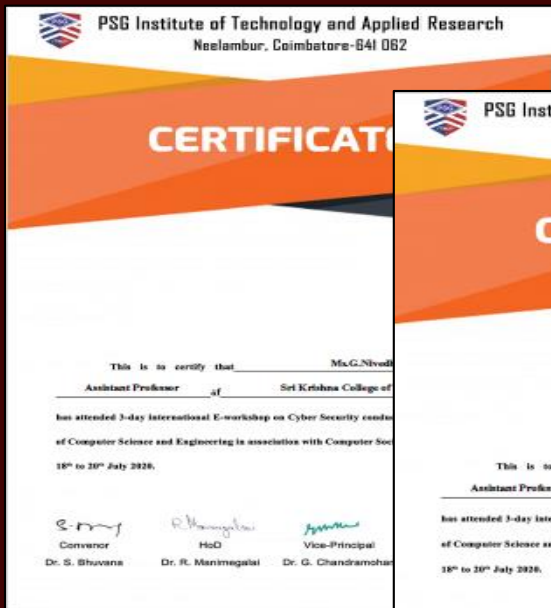 PSG Institute of Technology and Applied Research
Neelambur, Coimbatore-641 062
CERTIFICAT
This is to certify that Ms.G.Nived
Assistant Professor of Sri Krishna College of
has attended 3-day international E-workshop on Cyber Security condu
of Computer Science and Engineering in association with Computer Soc
18th to 20th July 2020.
Convenor HoD Vice-Principal
Dr. S. Bhuvana Dr. R. Manimegalai Dr. G. Chandramohan
PSG Inst
C
This is to
Assistant Profes
has attended 3-day inte
of Computer Science an
18th to 20th July 2020.